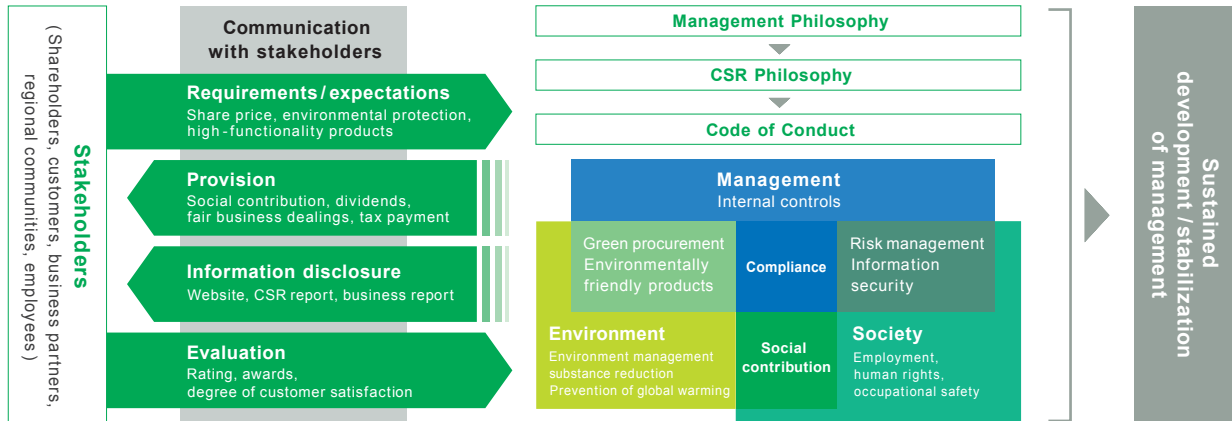 Stakeholders
( Shareholders, customers, business partners,
regional communities, employees )
Communication
with stakeholders
Requirements / expectations
Share price, environmental protection,
high-functionality products
Provision
Social contribution, dividends,
fair business dealings, tax payment
Information disclosure
Website, CSR report, business report
Evaluation
Rating, awards,
degree of customer satisfaction
Management Philosophy
CSR Philosophy
Code of Conduct
Management
Internal controls
Green procurement
Environmentally
friendly products
Compliance
Risk management
Information
security
Environment
Environment management
substance reduction
Prevention of global warming
Social
contribution
Society
Employment,
human rights,
occupational safety
Sustained
development / stabilization
of management